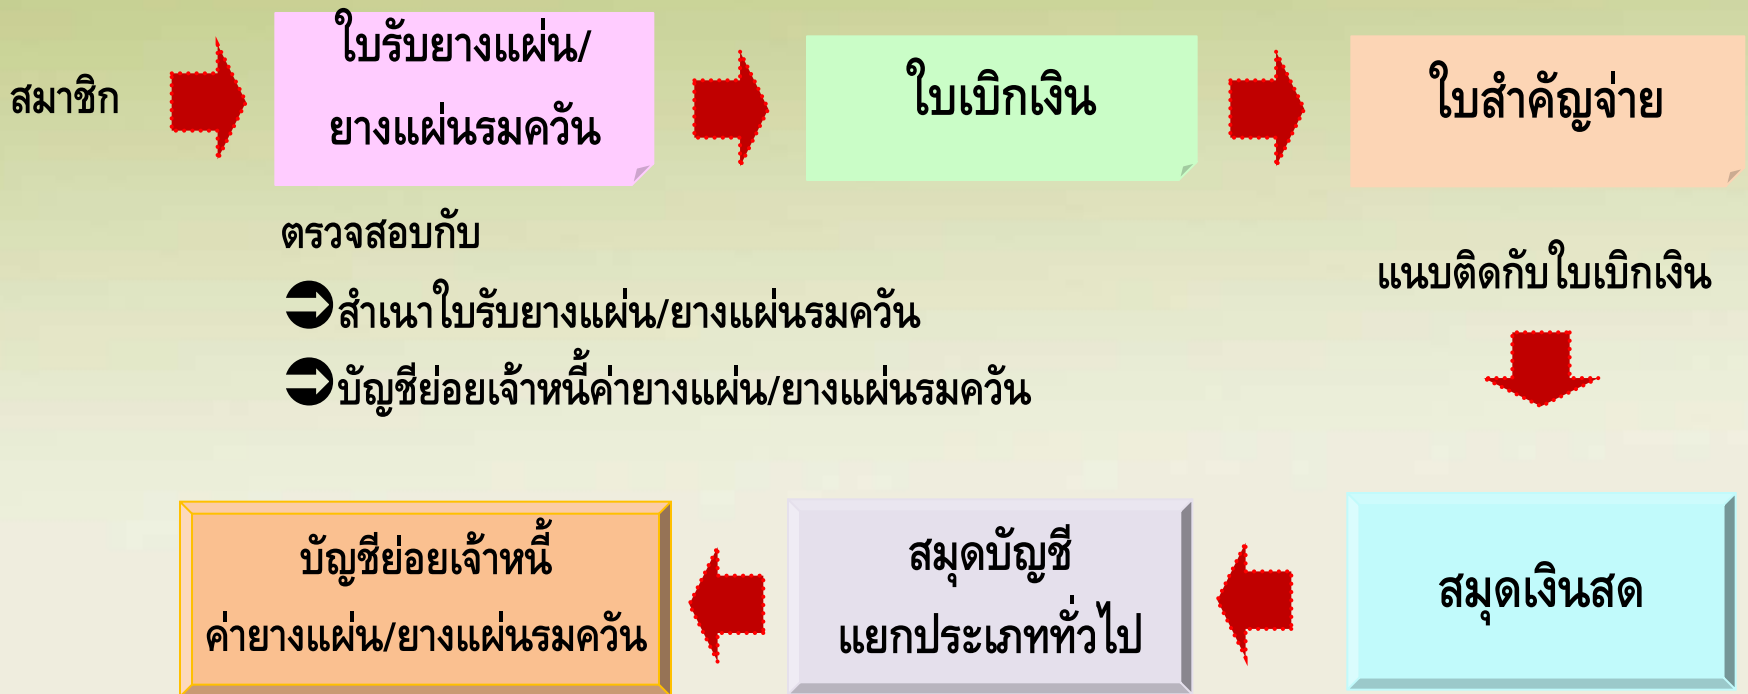 สมาชิก
ใบรับยางแผ่น/
ยางแผ่นรมควัน
ใบเบิกเงิน
ใบสำคัญจ่าย
ตรวจสอบกับ
สำเนาใบรับยางแผ่น/ยางแผ่นรมควัน
บัญชีย่อยเจ้าหนี้ค่ายางแผ่น/ยางแผ่นรมควัน
แนบติดกับใบเบิกเงิน
สมุดเงินสด
สมุดบัญชี
แยกประเภททั่วไป
บัญชีย่อยเจ้าหนี้
ค่ายางแผ่น/ยางแผ่นรมควัน